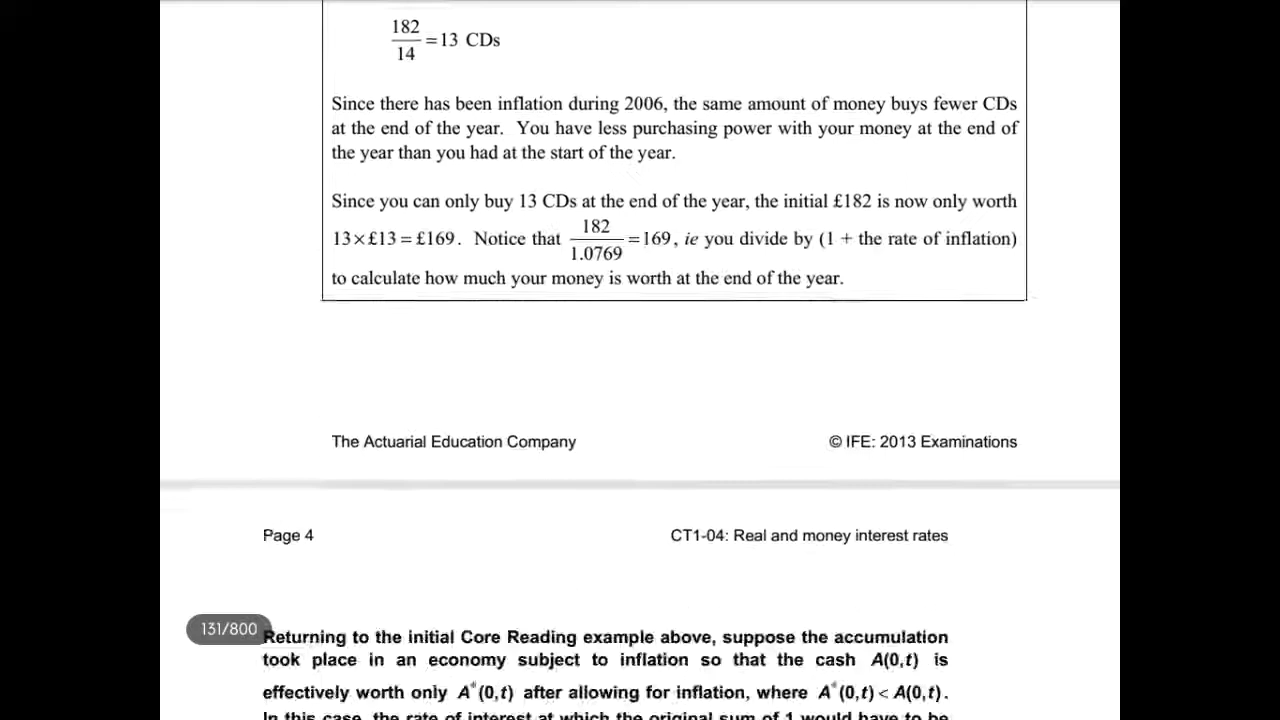 182
14
=13 CDs
Since there has been inflation during 2006, the same amount of money buys fewer CDs
at the end of the year. You have less purchasing power with your money at the end of
the year than you had at the start of the year.
Since you can only buy 13 CDs at the end of the year, the initial £182 is now only worth
13×£13=£169. Notice that 182/1.0769 =169, ie you divide by (1 + the rate of inflation)
to calculate how much your money is worth at the end of the year.
The Actuarial Education Company © IFE: 2013 Examinations
Page 4 CT1-04: Real and money interest rates
131/800
Returning to the initial Core Reading example above, suppose the accumulation
took place in an economy subject to inflation so that the cash A(0,t) is
effectively worth only A*(0,t) after allowing for inflation, where A*(0,t) < A(0,t).
In this case, the rate of interest at which the original sum of 1 would have to be